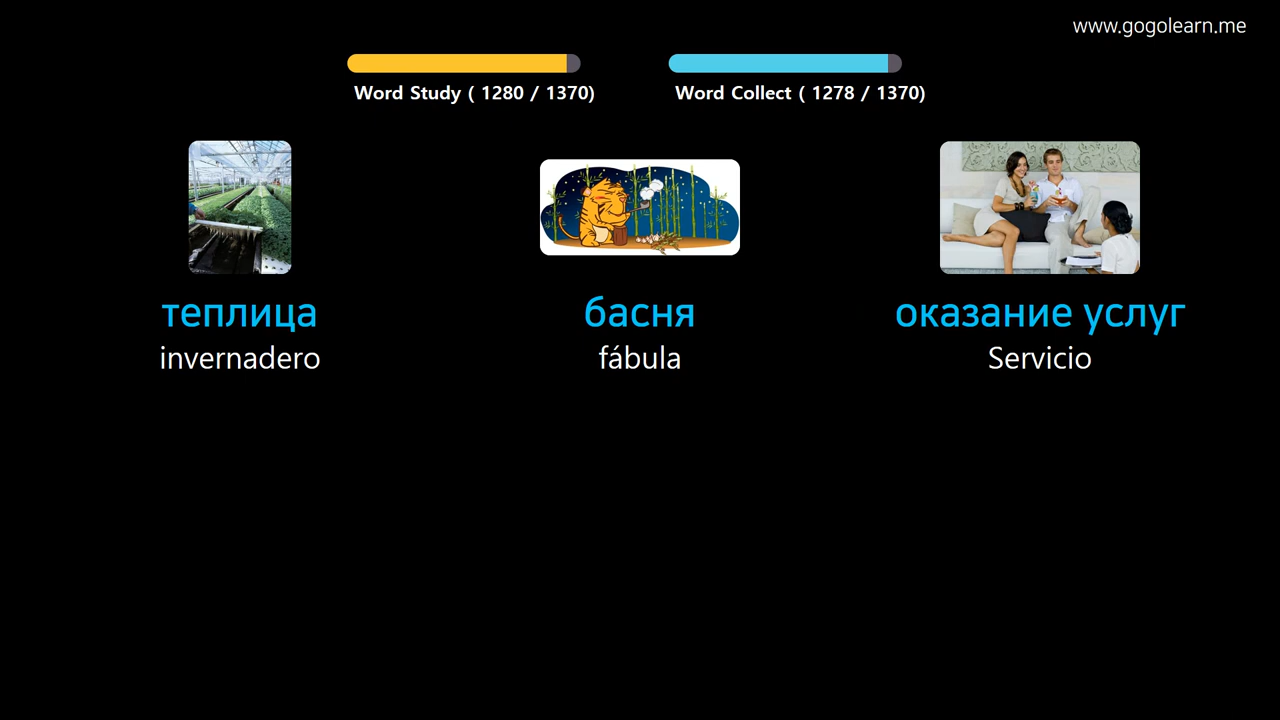 www.gogolearn.me
Word Study ( 1280 / 1370)
Word Collect ( 1278 / 1370)
теплица
invernadero
басня
fábula
оказание услуг
Servicio